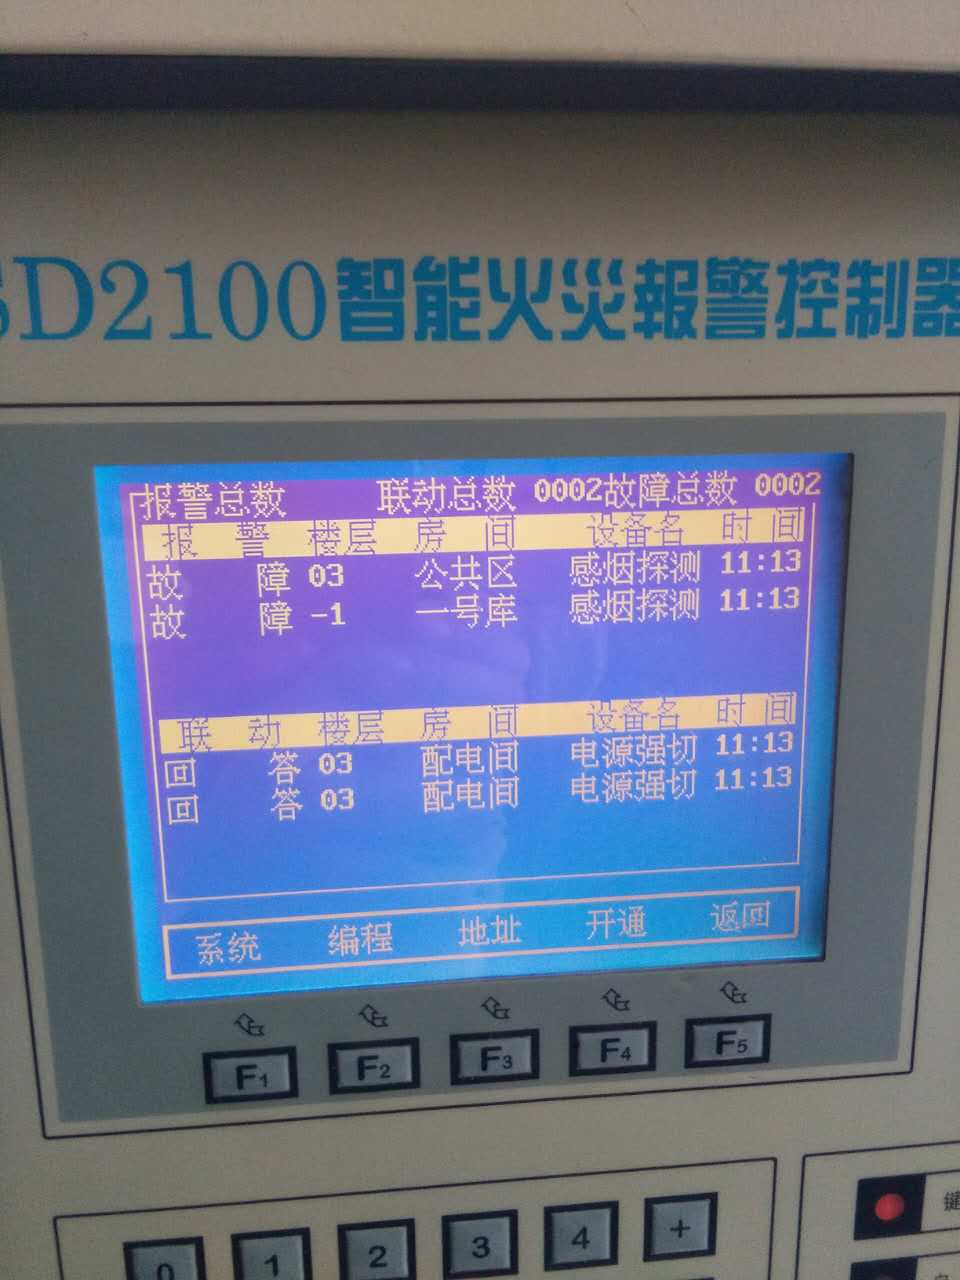 SD2100智能火災報警控制器
报警总数 联动总数 0002故障总数 0002
报 警 楼层 房 间 设备名 时 间
故 障 03 公共区 感烟探测 11:13
故 障 -1 一号库 感烟探测 11:13
联 动 楼层 房 间 设备名 时 间
回 答 03 配电间 电源强切 11:13
回 答 03 配电间 电源强切 11:13
系统 编程 地址 开通 返回
F1 F2 F3 F4 F5
0 1 2 3 4 +
键